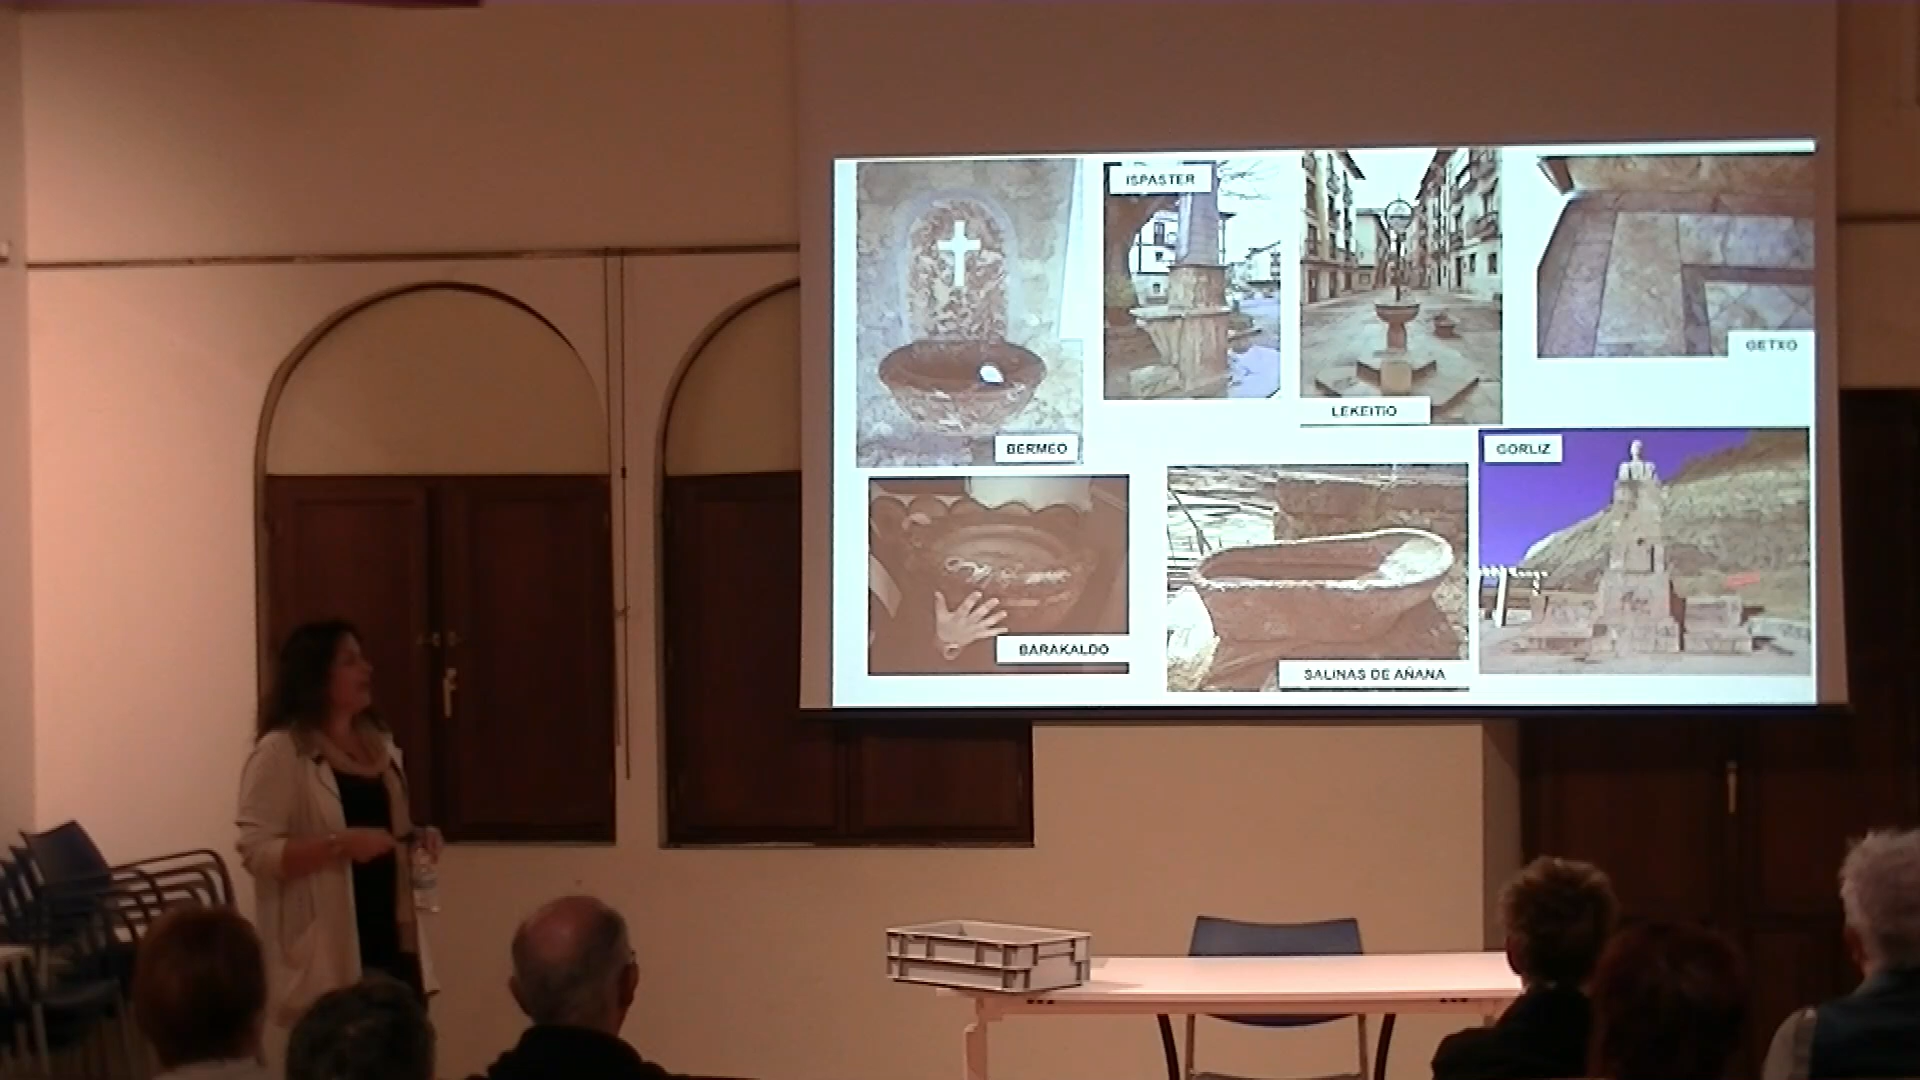 ISPASTER
GETXO
LEKEITIO
BERMEO
GORLIZ
BARAKALDO
SALINAS DE AÑANA